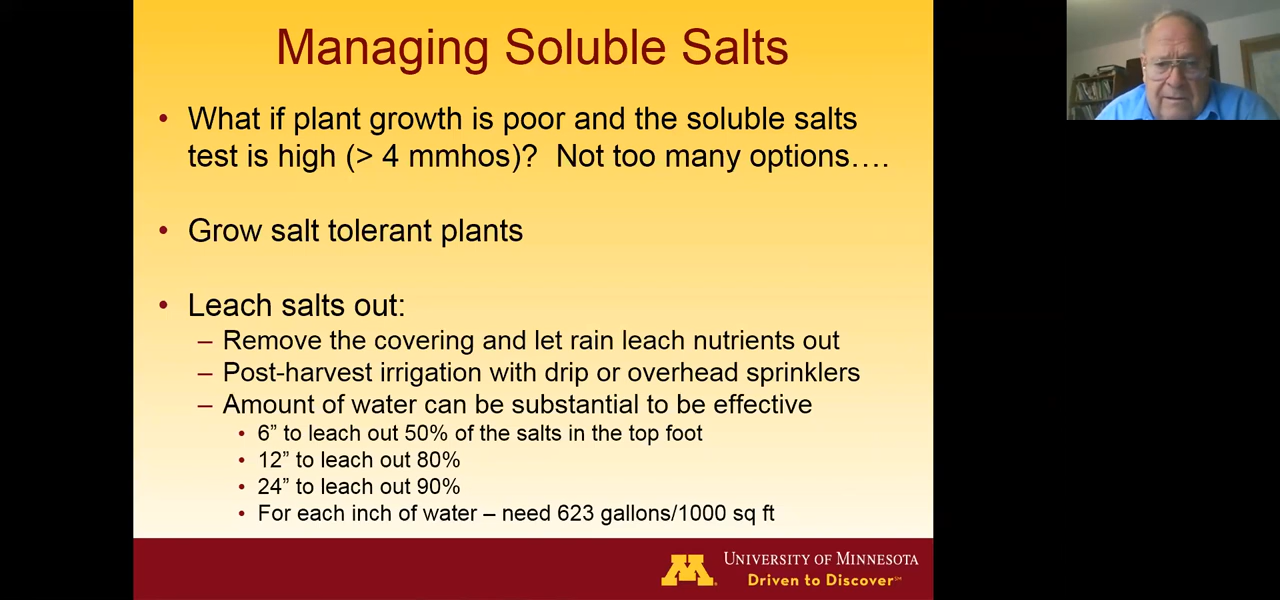 Managing Soluble Salts
• What if plant growth is poor and the soluble salts
test is high (> 4 mmhos)?  Not too many options….
• Grow salt tolerant plants
• Leach salts out:
– Remove the covering and let rain leach nutrients out
– Post-harvest irrigation with drip or overhead sprinklers
– Amount of water can be substantial to be effective
• 6” to leach out 50% of the salts in the top foot
• 12” to leach out 80%
• 24” to leach out 90%
• For each inch of water – need 623 gallons/1000 sq ft
M
UNIVERSITY OF MINNESOTA
Driven to Discover℠